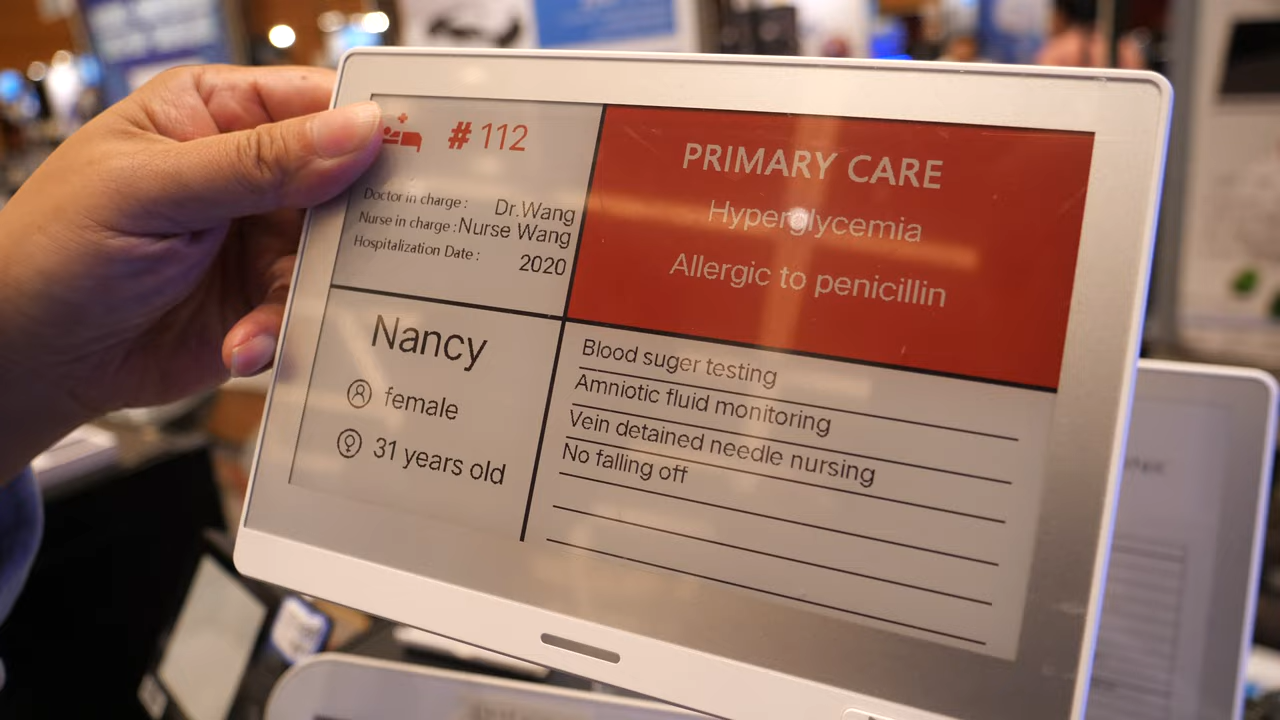 # 112
Doctor in charge : Dr.Wang
Nurse in charge : Nurse Wang
Hospitalization Date : 2020
PRIMARY CARE
Hyperglycemia
Allergic to penicillin
Nancy
female
31 years old
Blood suger testing
Amniotic fluid monitoring
Vein detained needle nursing
No falling off